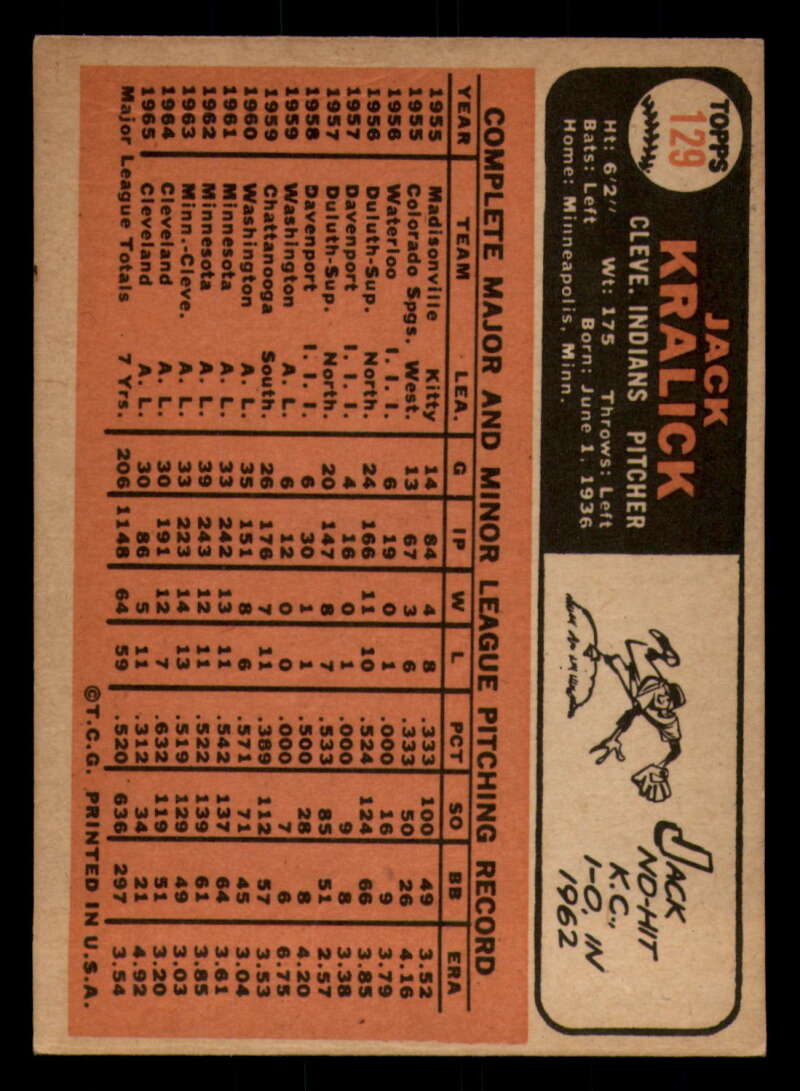 TOPPS
129
JACK
KRALICK
CLEVE. INDIANS PITCHER
Ht: 6'2" Wt: 175 Throws: Left
Bats: Left Born: June 1, 1936
Home: Minneapolis, Minn.
JACK
NO-HIT
K.C.,
1-0, IN
1962
COMPLETE MAJOR AND MINOR LEAGUE PITCHING RECORD
YEAR TEAM LEA. G IP W L PCT SO BB ERA
1955 Madisonville Kitty 14 84 4 8 .333 100 49 3.52
1955 Colorado Spgs. West. 13 67 3 6 .333 50 26 4.16
1956 Waterloo I. I. I. 6 19 0 1 .000 16 9 3.79
1956 Duluth-Sup. North. 24 166 11 10 .524 124 66 3.85
1957 Davenport I. I. I. 4 16 0 1 .000 9 8 3.38
1957 Duluth-Sup. North. 20 147 8 7 .533 85 51 2.57
1958 Davenport I. I. I. 6 30 1 1 .500 28 8 4.20
1959 Washington A. L. 6 12 0 0 .000 7 6 6.75
1959 Chattanooga South. 26 176 7 11 .389 112 57 3.53
1960 Washington A. L. 35 151 8 6 .571 71 45 3.04
1961 Minnesota A. L. 33 242 13 11 .542 137 64 3.61
1962 Minnesota A. L. 39 243 12 11 .522 139 61 3.85
1963 Minn.-Cleve. A. L. 33 223 14 13 .519 129 49 3.03
1964 Cleveland A. L. 30 191 12 7 .632 119 51 3.20
1965 Cleveland A. L. 30 86 5 11 .312 34 21 4.92
Major League Totals 7 Yrs. 206 1148 64 59 .520 636 297 3.54
©T.C.G. PRINTED IN U.S.A.